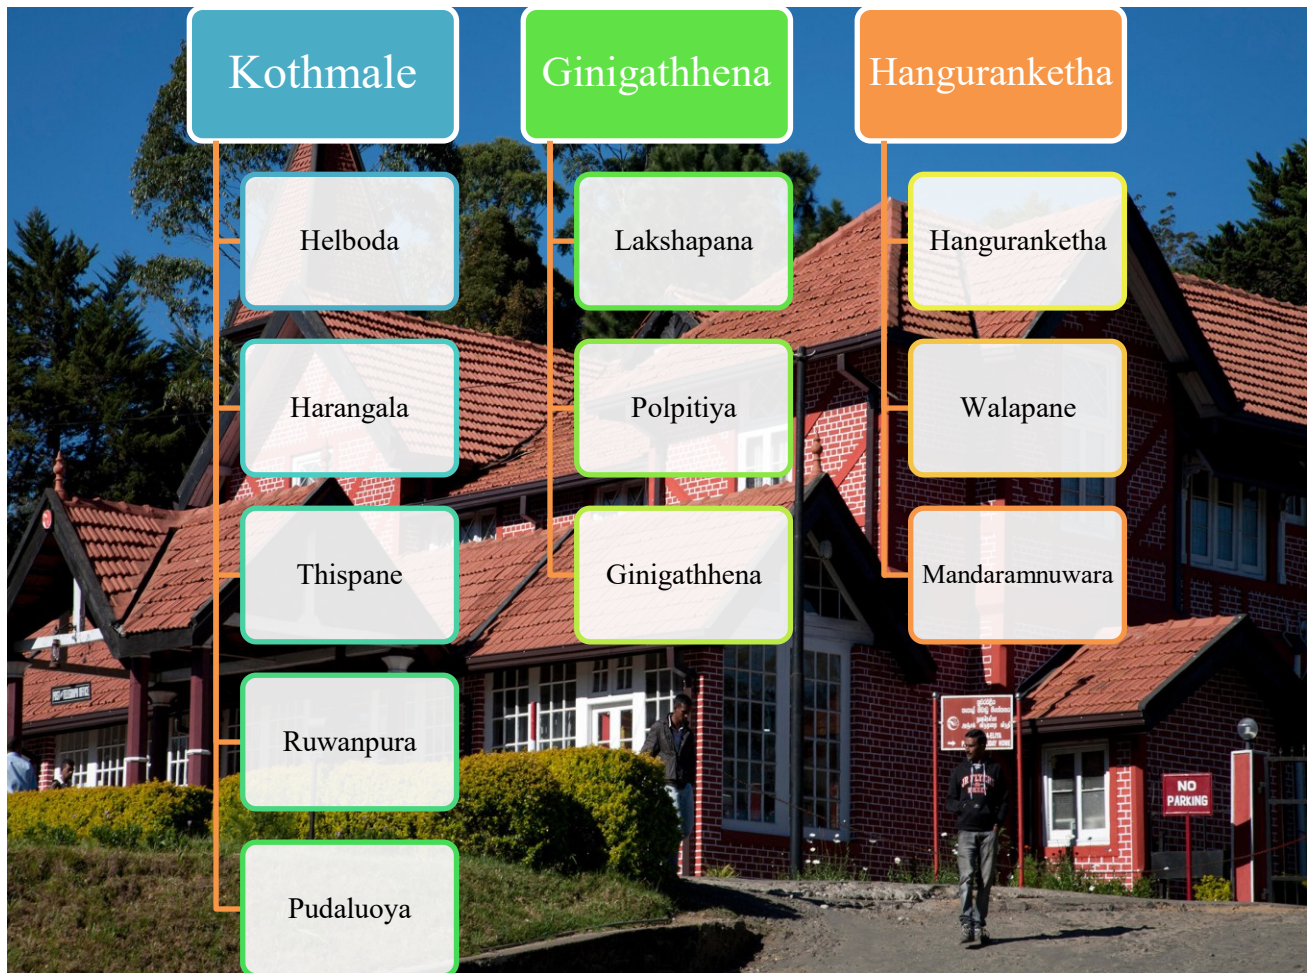 Kothmale
Helboda
Harangala
Thispane
Ruwanpura
Pudaluoya
Ginigathhena
Lakshapana
Polpitiya
Ginigathhena
Hanguranketha
Hanguranketha
Walapane
Mandaramnuwara
NO
PARKING